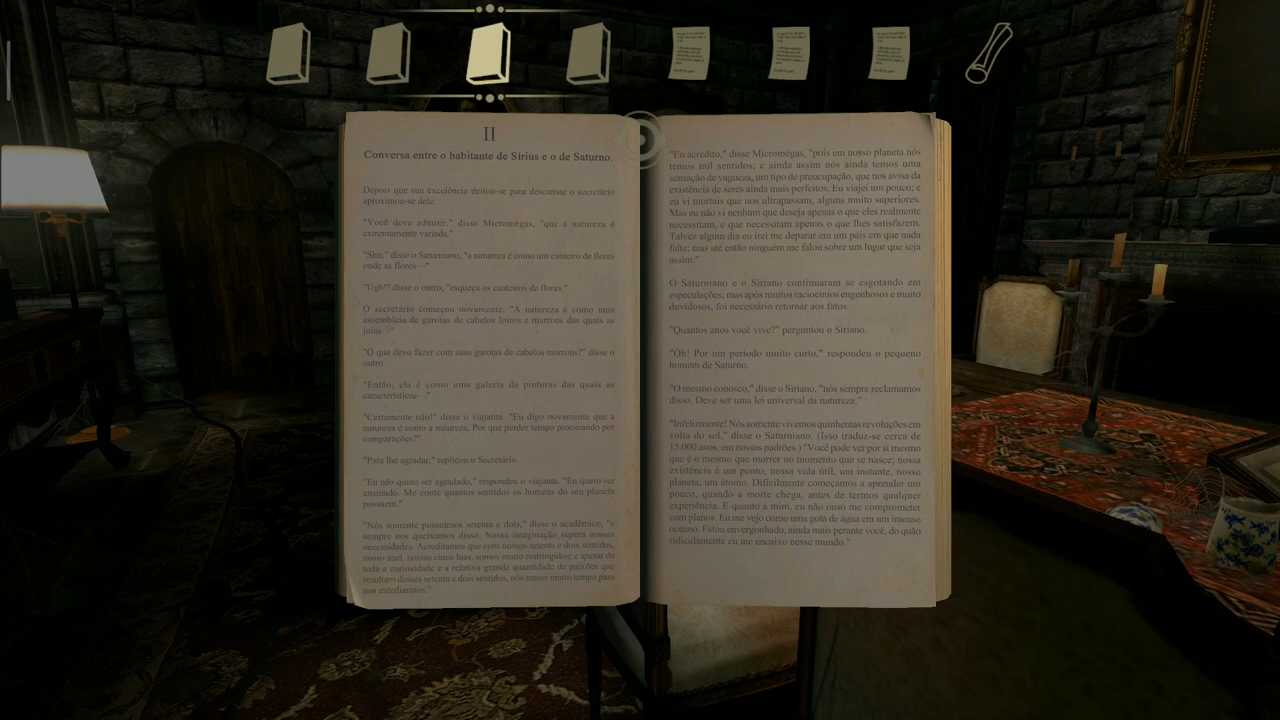 II
Conversa entre o habitante de Sírius e o de Saturno.
Depois que sua excelência deitou-se para descansar o secretário
aproximou-se dele.
"Você deve admitir," disse Micromégas, "que a natureza é
extremamente variada."
"Sim," disse o Saturniano, "a natureza é como um canteiro de flores
onde as flores—"
"Ugh!" disse o outro, "esqueça os canteiros de flores."
O secretário começou novamente. "A natureza é como uma
assembleia de garotas de cabelos loiros e marrons das quais as
joias—"
"O que devo fazer com suas garotas de cabelos marrons?" disse o
outro.
"Então, ela é como uma galeria de pinturas das quais as
características—"
"Certamente não!" disse o viajante. "Eu digo novamente que a
natureza é como a natureza. Por que perder tempo procurando por
comparações?"
"Para lhe agradar," replicou o Secretário.
"Eu não quero ser agradado," respondeu o viajante. "Eu quero ser
ensinado. Me conte quantos sentidos os homens do seu planeta
possuem."
"Nós somente possuímos setenta e dois," disse o acadêmico, "e
sempre nos queixamos disso. Nossa imaginação supera nossas
necessidades. Acreditamos que com nossos setenta e dois sentidos,
nosso anel, nossas cinco luas, somos muito restringidos; e apesar de
toda a curiosidade e a relativa grande quantidade de paixões que
resultam desses setenta e dois sentidos, nós temos muito tempo para
nos entediarmos."
"Eu acredito," disse Micromégas, "pois em nosso planeta nós
temos mil sentidos; e ainda assim nós ainda temos uma
sensação de vagueza, um tipo de preocupação, que nos avisa da
existência de seres ainda mais perfeitos. Eu viajei um pouco; e
eu vi mortais que nos ultrapassam, alguns muito superiores.
Mas eu não vi nenhum que deseja apenas o que eles realmente
necessitam, e que necessitam apenas o que lhes satisfazem.
Talvez algum dia eu irei me deparar em um país em que nada
falte; mas até então ninguém me falou sobre um lugar que seja
assim."
O Saturniano e o Siriano continuaram se esgotando em
especulações; mas após muitos raciocínios engenhosos e muito
duvidosos, foi necessário retornar aos fatos.
"Quantos anos você vive?" perguntou o Siriano.
"Oh! Por um período muito curto," respondeu o pequeno
homem de Saturno.
"O mesmo conosco," disse o Siriano, "nós sempre reclamamos
disso. Deve ser uma lei universal da natureza."
"Infelizmente! Nós somente vivemos quinhentas revoluções em
volta do sol," disse o Saturniano. (Isso traduz-se cerca de
15.000 anos, em nossos padrões.) "Você pode ver por si mesmo
que é o mesmo que morrer no momento que se nasce; nossa
existência é um ponto, nossa vida útil, um instante, nosso
planeta, um átomo. Dificilmente começamos a aprender um
pouco, quando a morte chega, antes de termos qualquer
experiência. E quanto a mim, eu não ouso me comprometer
com planos. Eu me vejo como uma gota de água em um imenso
oceano. Estou envergonhado, ainda mais perante você, do quão
ridiculamente eu me encaixo nesse mundo."